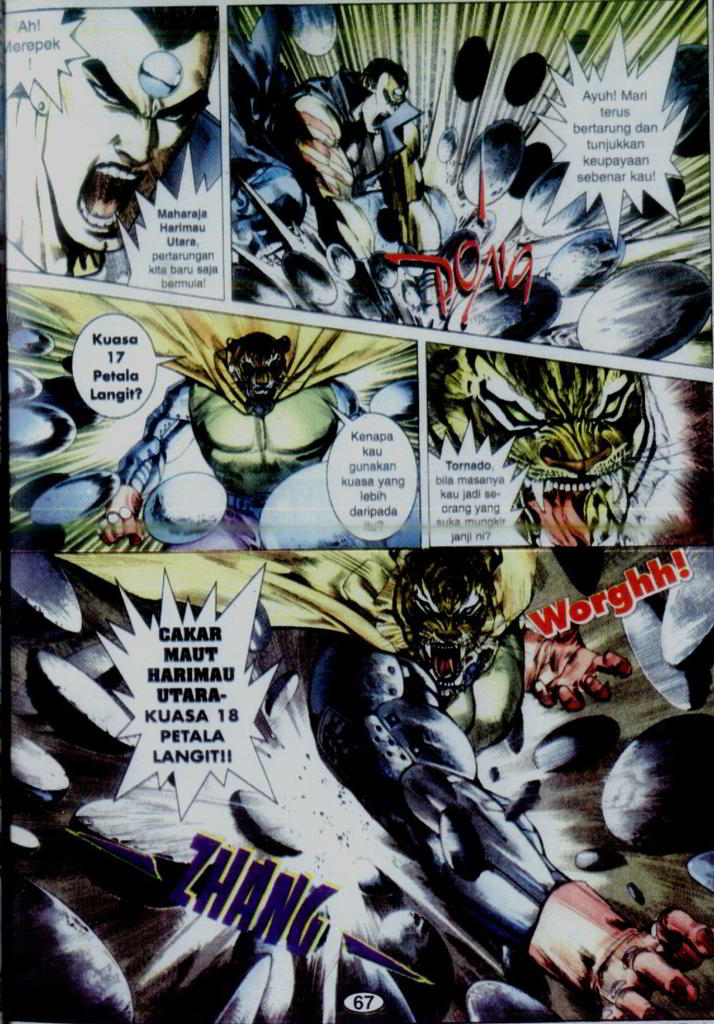 Ah!
Merepek
!
Maharaja
Harimau
Utara,
pertarungan
kita baru saja
bermula!
Ayuh! Mari
terus
bertarung dan
tunjukkan
keupayaan
sebenar kau!
PONG
Kuasa
17
Petala
Langit?
Kenapa
kau
gunakan
kuasa yang
lebih
daripada
itu?
Tornado,
bila masanya
kau jadi se-
orang yang
suka mungkir
janji ni?
Worghh!
CAKAR
MAUT
HARIMAU
UTARA-
KUASA 18
PETALA
LANGIT!!
ZHANG
67